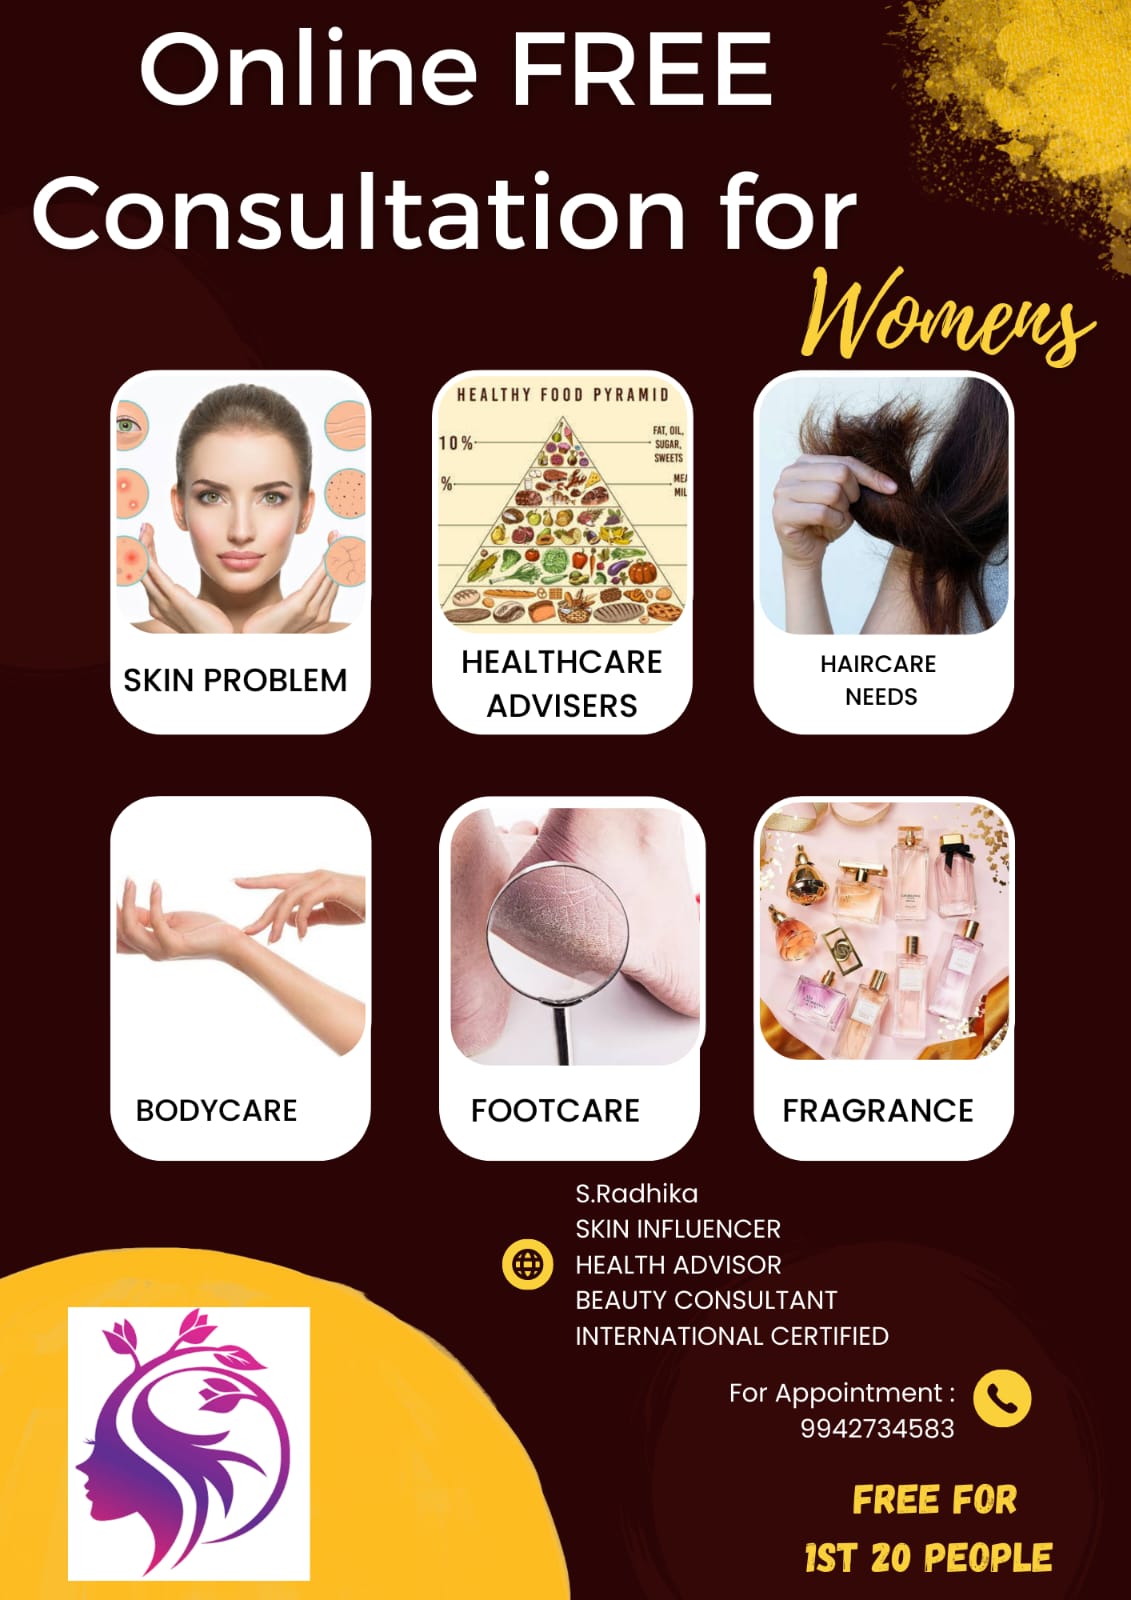 Online FREE
Consultation for
Womens
HEALTHY FOOD PYRAMID
10%
FAT, OIL,
SUGAR,
SWEETS
%
MEA
MIL
SKIN PROBLEM
HEALTHCARE
ADVISERS
HAIRCARE
NEEDS
BODYCARE
FOOTCARE
FRAGRANCE
S.Radhika
SKIN INFLUENCER
HEALTH ADVISOR
BEAUTY CONSULTANT
INTERNATIONAL CERTIFIED
For Appointment :
9942734583
FREE FOR
1ST 20 PEOPLE